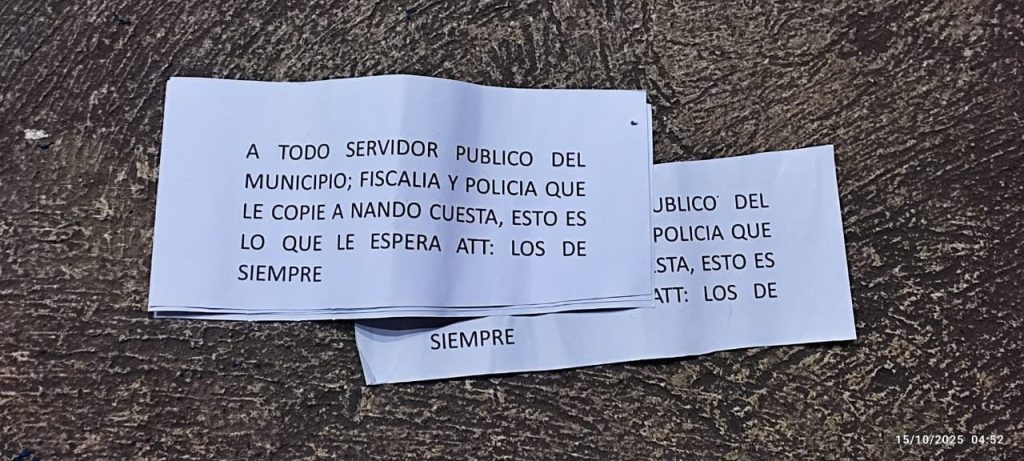 A TODO SERVIDOR PUBLICO DEL
MUNICIPIO; FISCALIA Y POLICIA QUE
LE COPIE A NANDO CUESTA, ESTO ES
LO QUE LE ESPERA ATT: LOS DE
SIEMPRE
UBLICO DEL
POLICIA QUE
STA, ESTO ES
ATT: LOS DE
SIEMPRE
15/10/2025 04:52